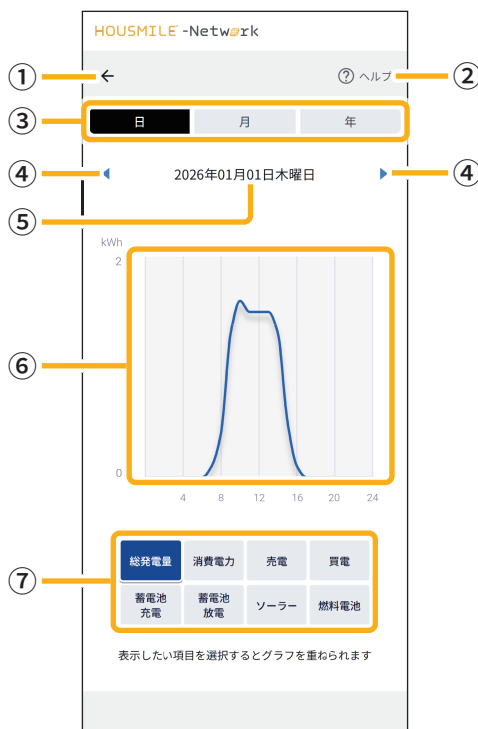 HOUSMILE-Network
① ← ? ヘルプ ②
③ 日 月 年
④ 2026年01月01日木曜日 ④
⑤
kWh
2
⑥
0
4 8 12 16 20 24
⑦ 総発電量 消費電力 売電 買電
蓄電池 蓄電池 ソーラー 燃料電池
充電 放電
表示したい項目を選択するとグラフを重ねられます